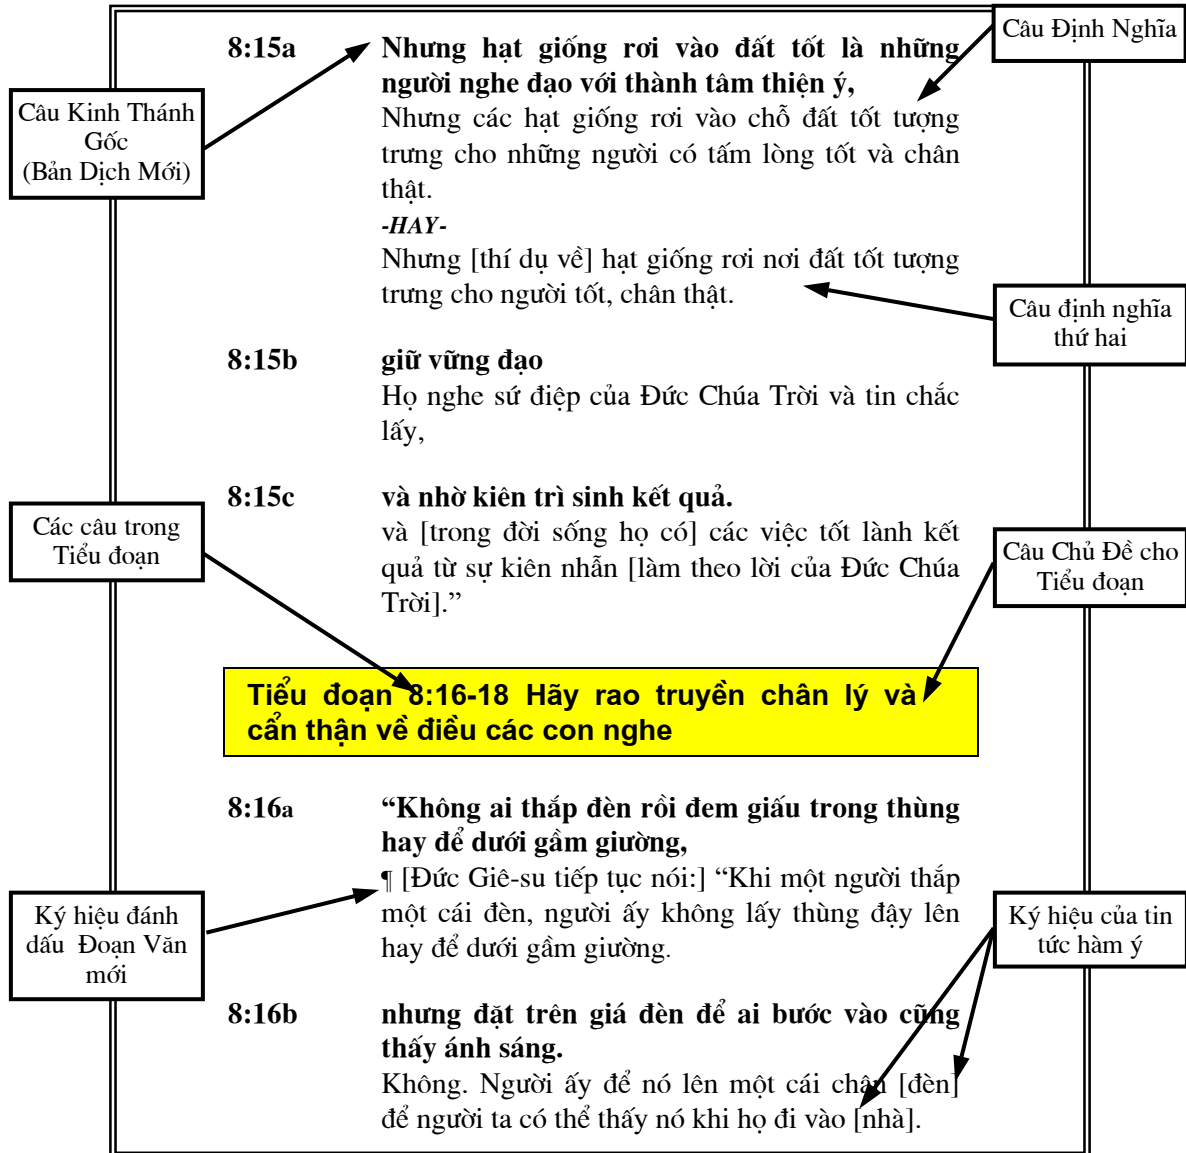 Câu Định Nghĩa
8:15a Nhưng hạt giống rơi vào đất tốt là những
người nghe đạo với thành tâm thiện ý,
Câu Kinh Thánh
Gốc
(Bản Dịch Mới)
Nhưng các hạt giống rơi vào chỗ đất tốt tượng
trưng cho những người có tấm lòng tốt và chân
thật.
-HAY-
Nhưng [thí dụ về] hạt giống rơi nơi đất tốt tượng
trưng cho người tốt, chân thật.
Câu định nghĩa
thứ hai
8:15b giữ vững đạo
Họ nghe sứ điệp của Đức Chúa Trời và tin chắc
lấy,
8:15c và nhờ kiên trì sinh kết quả.
và [trong đời sống họ có] các việc tốt lành kết
quả từ sự kiên nhẫn [làm theo lời của Đức Chúa
Trời].”
Các câu trong
Tiểu đoạn
Câu Chủ Đề cho
Tiểu đoạn
Tiểu đoạn 8:16-18 Hãy rao truyền chân lý và
cẩn thận về điều các con nghe
8:16a “Không ai thắp đèn rồi đem giấu trong thùng
hay để dưới gầm giường,
¶ [Đức Giê-su tiếp tục nói:] “Khi một người thắp
một cái đèn, người ấy không lấy thùng đậy lên
hay để dưới gầm giường.
Ký hiệu đánh
dấu Đoạn Văn
mới
Ký hiệu của tin
tức hàm ý
8:16b nhưng đặt trên giá đèn để ai bước vào cũng
thấy ánh sáng.
Không. Người ấy để nó lên một cái chân [đèn]
để người ta có thể thấy nó khi họ đi vào [nhà].